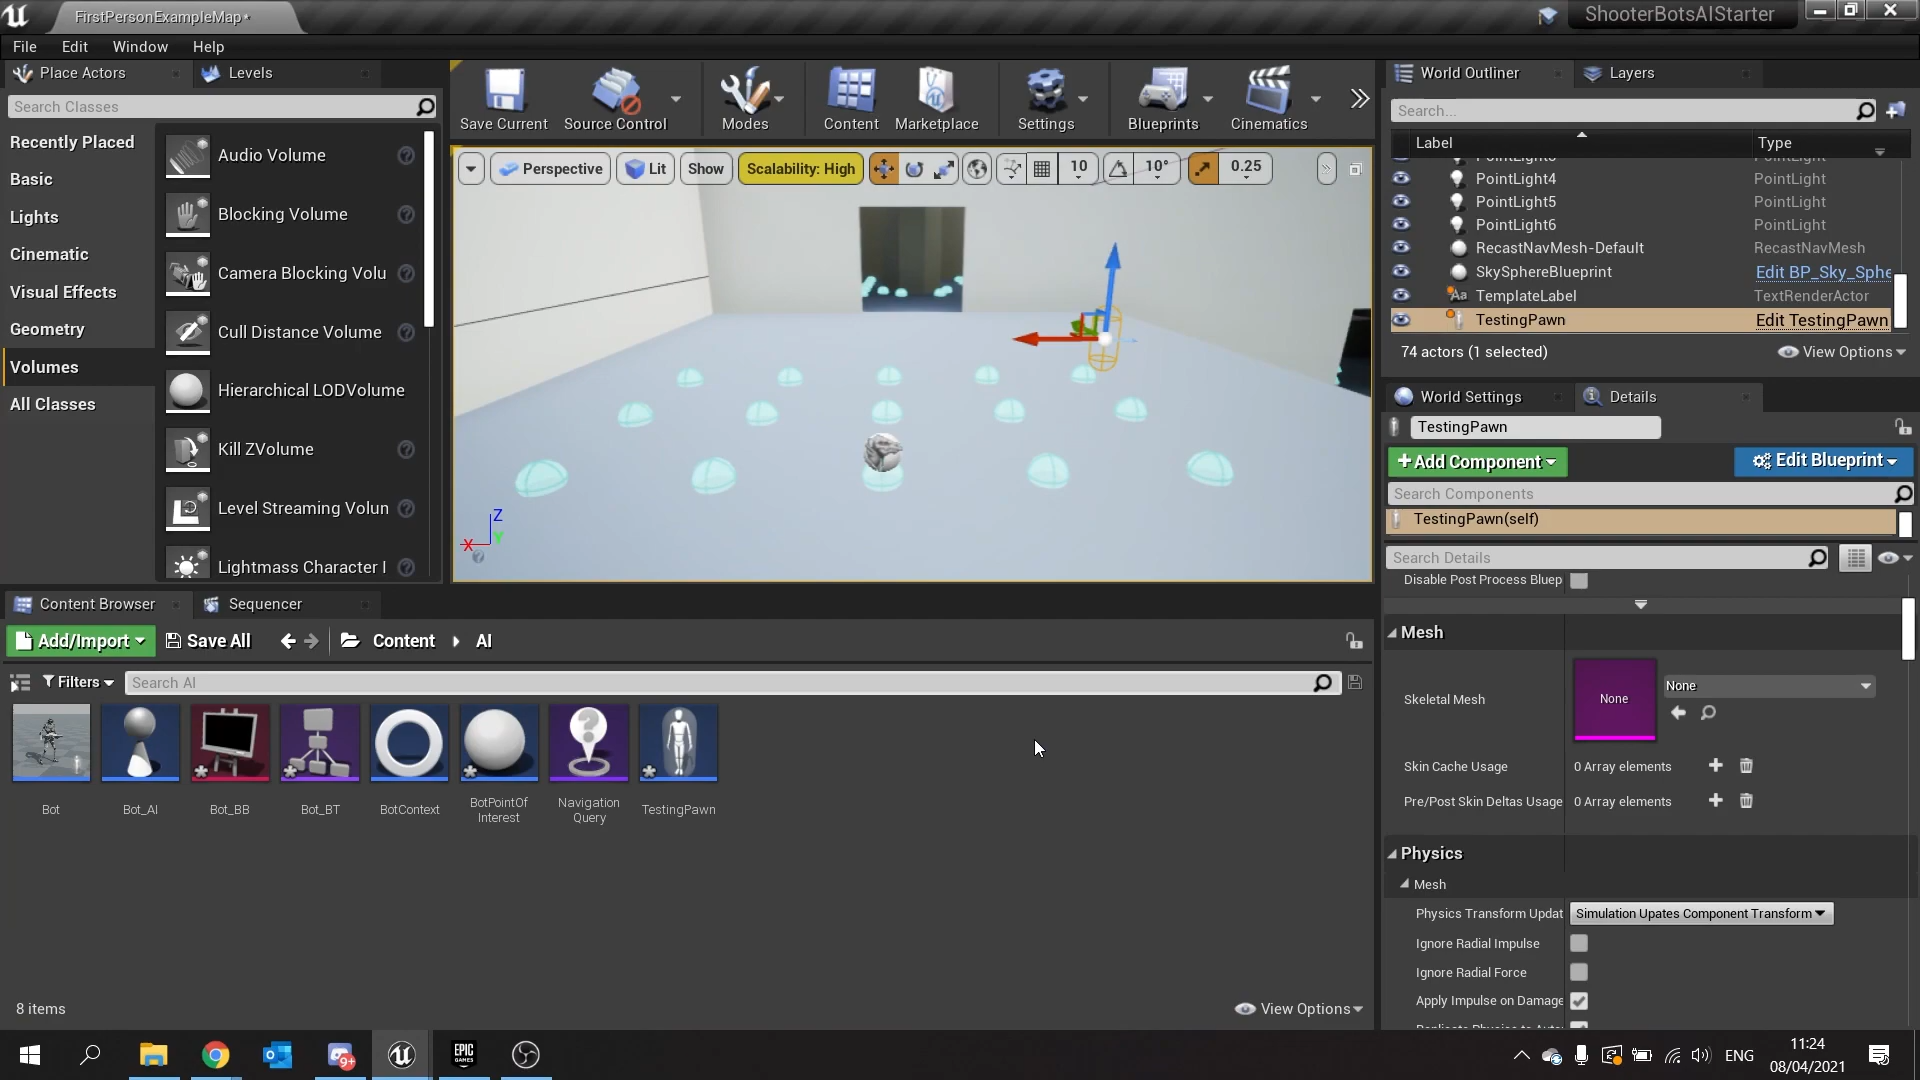 FirstPersonExampleMap*
ShooterBotsAIStarter
File Edit Window Help
Place Actors
Levels
Search Classes
Recently Placed
Basic
Lights
Cinematic
Visual Effects
Geometry
Volumes
All Classes
Audio Volume
Blocking Volume
Camera Blocking Volu
Cull Distance Volume
Hierarchical LODVolume
Kill ZVolume
Level Streaming Volun
Lightmass Character I
Save Current
Source Control
Modes
Content
Marketplace
Settings
Blueprints
Cinematics
Perspective
Lit
Show
Scalability: High
10
10°
0.25
Z
X
Y
World Outliner
Layers
Search...
Label
Type
PointLight4 PointLight
PointLight5 PointLight
PointLight6 PointLight
RecastNavMesh-Default RecastNavMesh
SkySphereBlueprint Edit BP_Sky_Sphe
TemplateLabel TextRenderActor
TestingPawn Edit TestingPawn
74 actors (1 selected)
View Options
World Settings
Details
TestingPawn
+Add Component
Edit Blueprint
Search Components
TestingPawn(self)
Search Details
Disable Post Process Bluep
Mesh
Skeletal Mesh
None
None
Skin Cache Usage
0 Array elements
Pre/Post Skin Deltas Usage
0 Array elements
Physics
Mesh
Physics Transform Updat
Simulation Upates Component Transform
Ignore Radial Impulse
Ignore Radial Force
Apply Impulse on Damage
Content Browser
Sequencer
Add/Import
Save All
Content
AI
Filters
Search AI
Bot
Bot_AI
Bot_BB
Bot_BT
BotContext
BotPointOf
Interest
Navigation
Query
TestingPawn
8 items
View Options
9+
EPIC
GAMES
ENG
11:24
08/04/2021